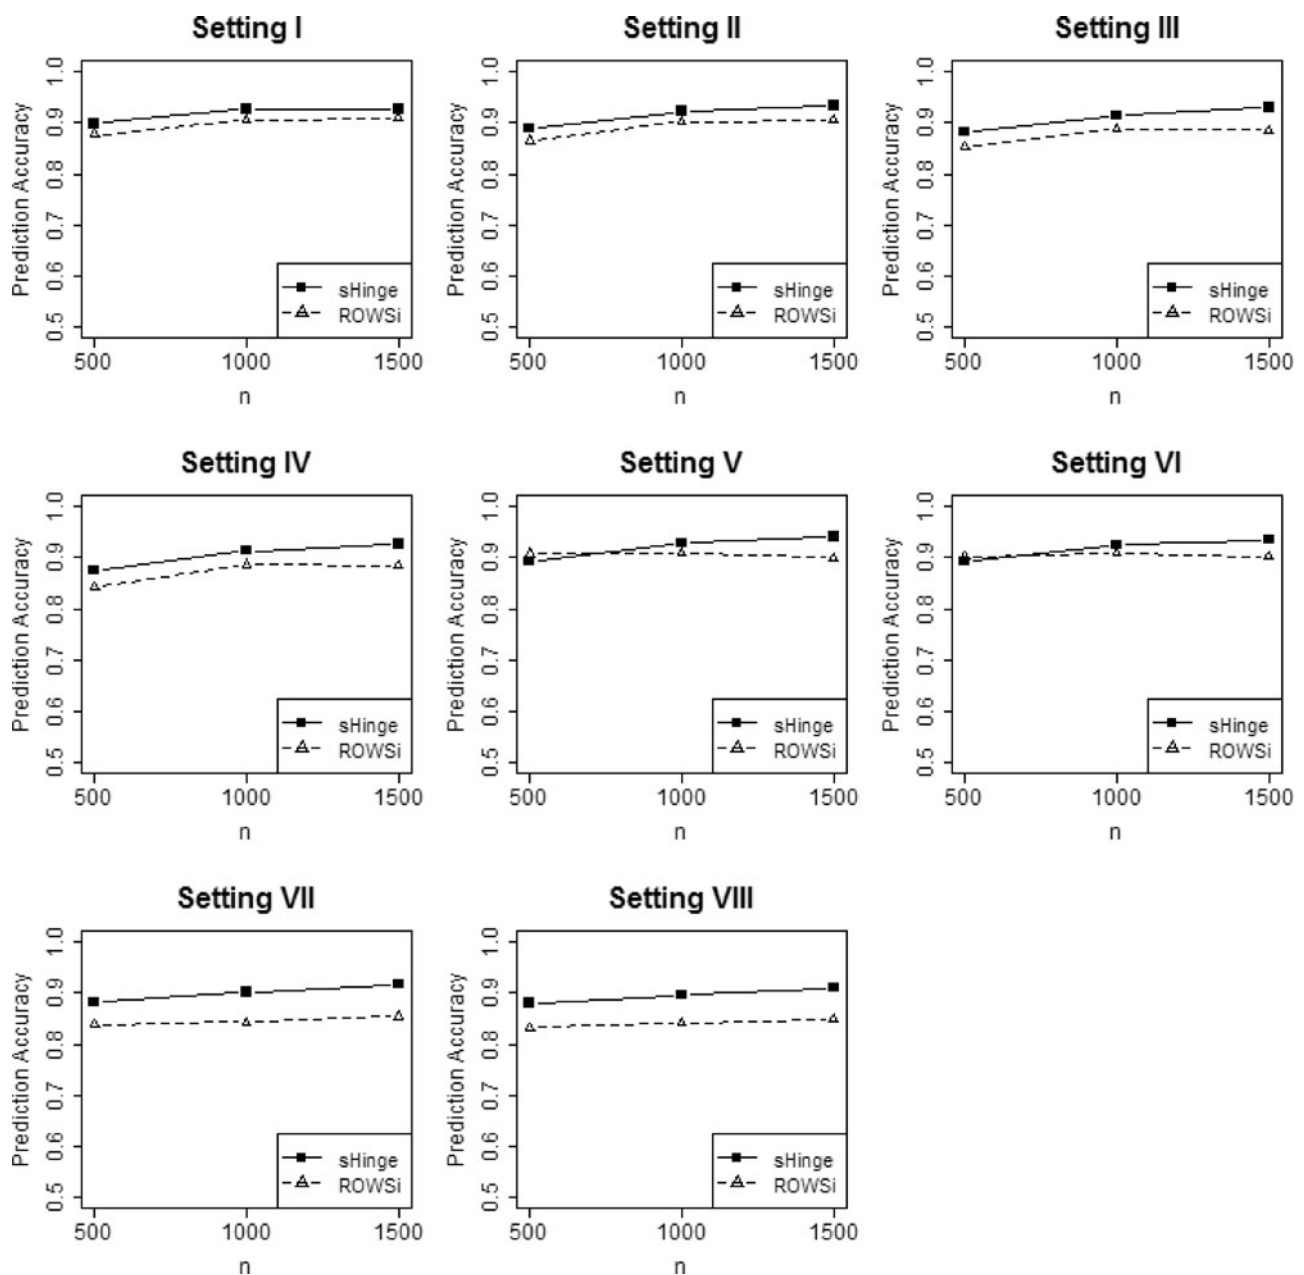 Setting I
Prediction Accuracy
0.5 0.6 0.7 0.8 0.9 1.0
sHinge
ROWSi
500 1000 1500
n
Setting II
Prediction Accuracy
0.5 0.6 0.7 0.8 0.9 1.0
sHinge
ROWSi
500 1000 1500
n
Setting III
Prediction Accuracy
0.5 0.6 0.7 0.8 0.9 1.0
sHinge
ROWSi
500 1000 1500
n
Setting IV
Prediction Accuracy
0.5 0.6 0.7 0.8 0.9 1.0
sHinge
ROWSi
500 1000 1500
n
Setting V
Prediction Accuracy
0.5 0.6 0.7 0.8 0.9 1.0
sHinge
ROWSi
500 1000 1500
n
Setting VI
Prediction Accuracy
0.5 0.6 0.7 0.8 0.9 1.0
sHinge
ROWSi
500 1000 1500
n
Setting VII
Prediction Accuracy
0.5 0.6 0.7 0.8 0.9 1.0
sHinge
ROWSi
500 1000 1500
n
Setting VIII
Prediction Accuracy
0.5 0.6 0.7 0.8 0.9 1.0
sHinge
ROWSi
500 1000 1500
n